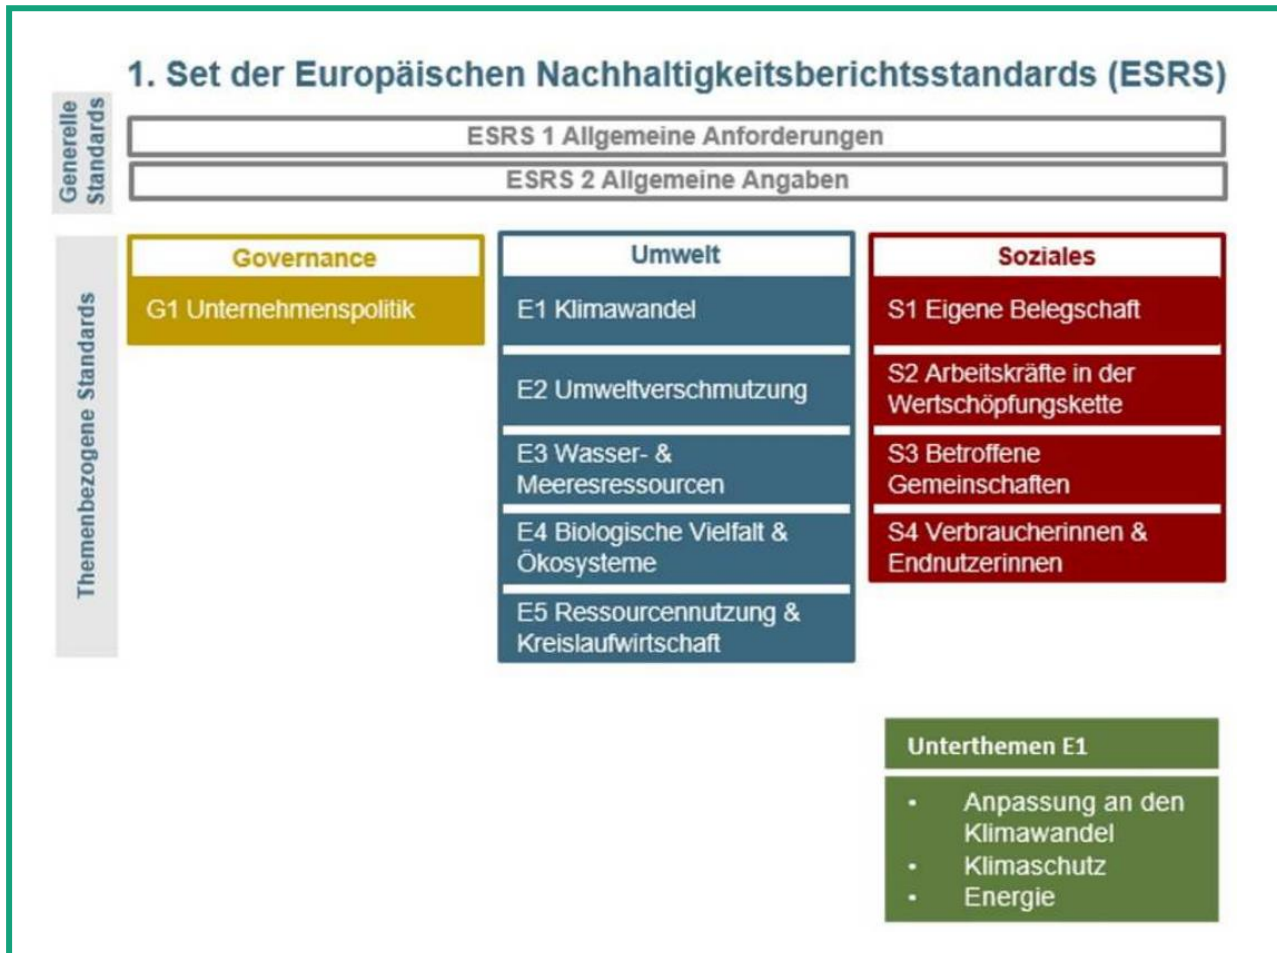 1. Set der Europäischen Nachhaltigkeitsberichtsstandards (ESRS)
Generelle
Standards
ESRS 1 Allgemeine Anforderungen
ESRS 2 Allgemeine Angaben
Themenbezogene Standards
Governance
G1 Unternehmenspolitik
Umwelt
E1 Klimawandel
E2 Umweltverschmutzung
E3 Wasser- &
Meeresressourcen
E4 Biologische Vielfalt &
Ökosysteme
E5 Ressourcennutzung &
Kreislaufwirtschaft
Soziales
S1 Eigene Belegschaft
S2 Arbeitskräfte in der
Wertschöpfungskette
S3 Betroffene
Gemeinschaften
S4 Verbraucherinnen &
Endnutzerinnen
Unterthemen E1
• Anpassung an den
Klimawandel
• Klimaschutz
• Energie